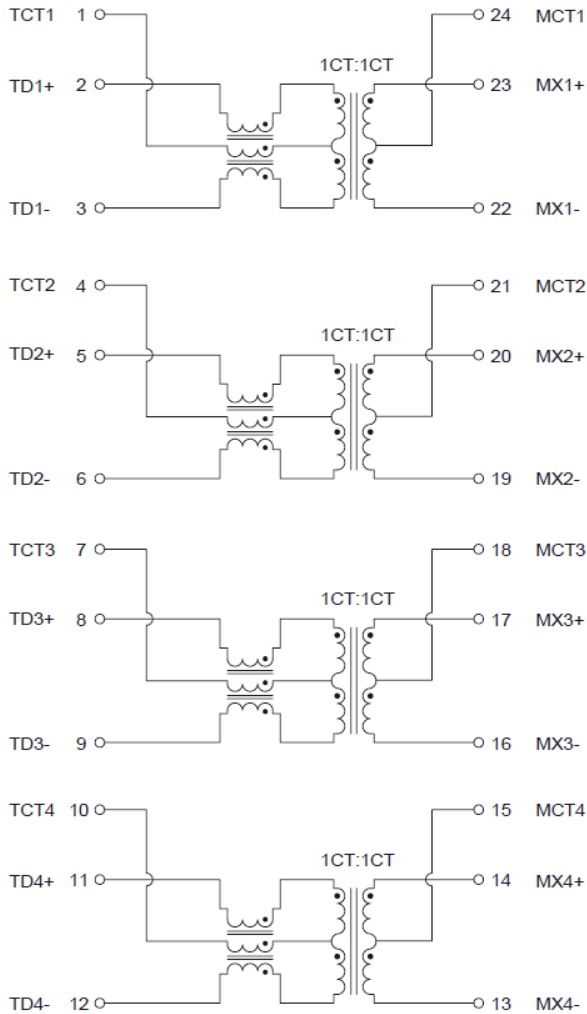 TCT1 1 24 MCT1
1CT:1CT
TD1+ 2 23 MX1+
TD1- 3 22 MX1-
TCT2 4 21 MCT2
1CT:1CT
TD2+ 5 20 MX2+
TD2- 6 19 MX2-
TCT3 7 18 MCT3
1CT:1CT
TD3+ 8 17 MX3+
TD3- 9 16 MX3-
TCT4 10 15 MCT4
1CT:1CT
TD4+ 11 14 MX4+
TD4- 12 13 MX4-